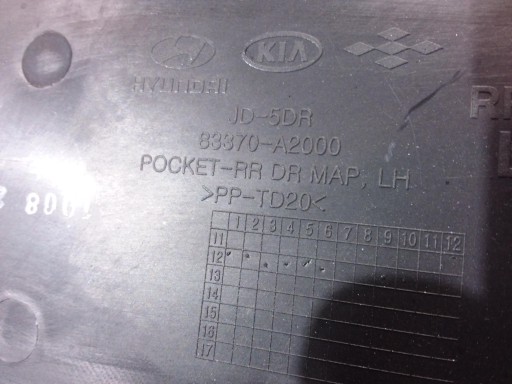 HYUNDAI KIA
JD-5DR
83370-A2000
POCKET-RR DR MAP, LH
>PP-TD20<
1 2 3 4 5 6 7 8 9 10 11 12
11
12
13
14
15
16
17